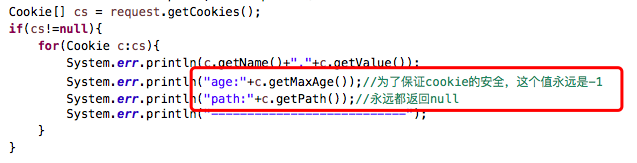 Cookie[] cs = request.getCookies();
if(cs!=null){
for(Cookie c:cs){
System.err.println(c.getName()+","+c.getValue());
System.err.println("age:"+c.getMaxAge());//为了保证cookie的安全，这个值永远是-1
System.err.println("path:"+c.getPath());//永远都返回null
System.err.println("===========================");
}
}